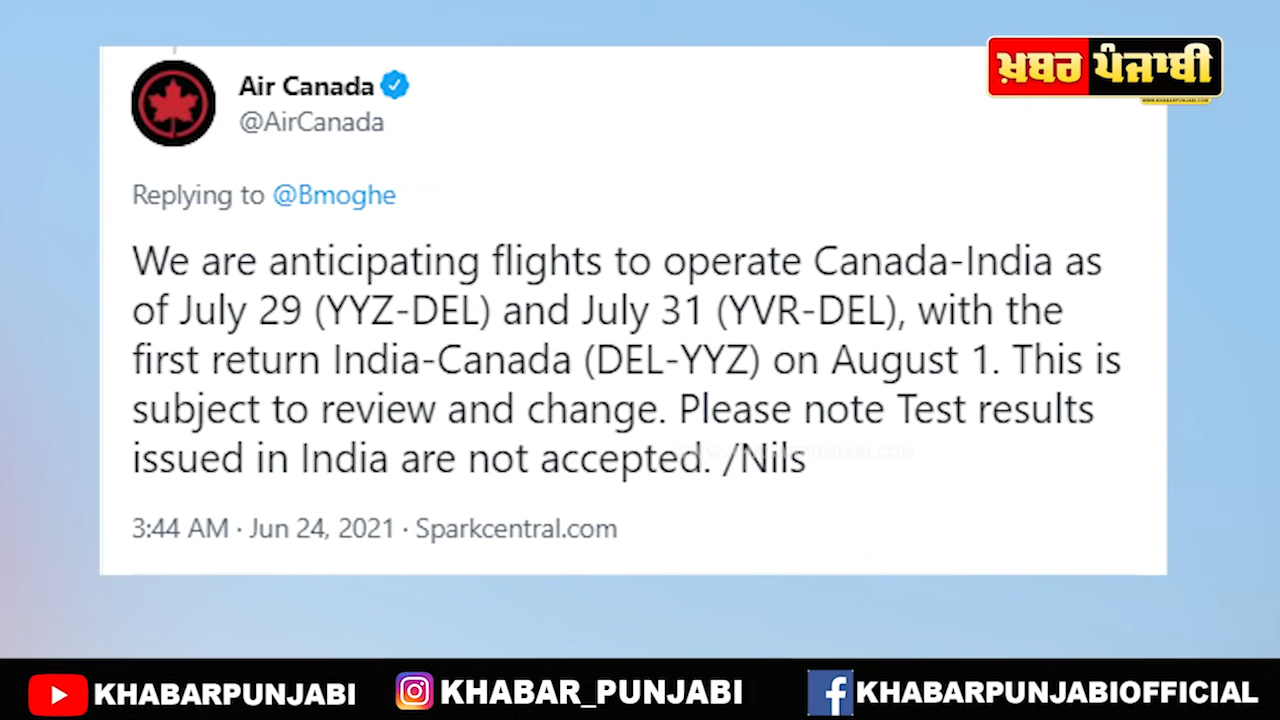 Air Canada
@AirCanada
ਖ਼ਬਰ ਪੰਜਾਬੀ
WWW.KHABARPUNJABI.COM
Replying to @Bmoghe
We are anticipating flights to operate Canada-India as
of July 29 (YYZ-DEL) and July 31 (YVR-DEL), with the
first return India-Canada (DEL-YYZ) on August 1. This is
subject to review and change. Please note Test results
issued in India are not accepted. /Nils
3:44 AM · Jun 24, 2021 · Sparkcentral.com
KHABARPUNJABI
KHABAR_PUNJABI
KHABARPUNJABIOFFICIAL